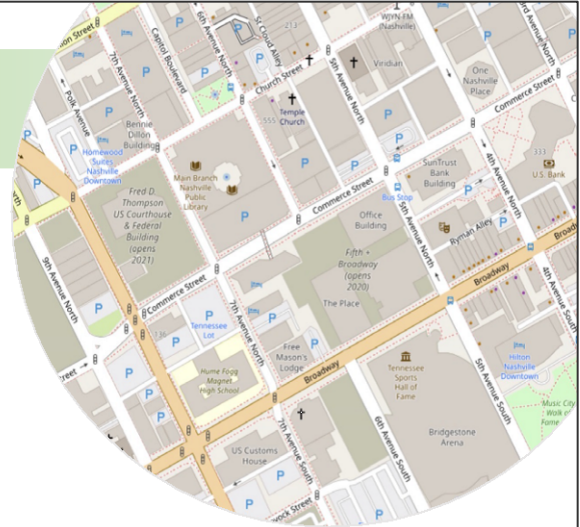 6th Avenue North
St Cloud Alley
213
WJYN-FM
(Nashville)
7th Avenue North
Capitol Boulevard
P
Church Street
5th Avenue North
Viridian
One
Nashville
Place
Commerce Street
Polk Avenue
Bernie
Dillon
Building
555
Temple
Church
Homewood
Suites
Nashville
Downtown
Main Branch
Nashville
Public
Library
Fred D.
Thompson
US Courthouse
& Federal
Building
(opens
2021)
SunTrust
Bank
Building
4th Avenue North
333
U.S. Bank
Bus Stop
Commerce Street
Office
Building
5th Avenue North
Ryman Alley
Broadway
Fifth +
Broadway
(opens
2020)
The Place
9th Avenue North
Commerce Street
7th Avenue North
Tennessee
Lot
Free
Mason's
Lodge
Broadway
Hume Fogg
Magnet
High School
Tennessee
Sports
Hall of
Fame
4th Avenue South
Hilton
Nashville
Downtown
5th Avenue South
Music City
Walk of
Fame
Bridgestone
Arena
6th Avenue South
7th Avenue South
US Customs
House